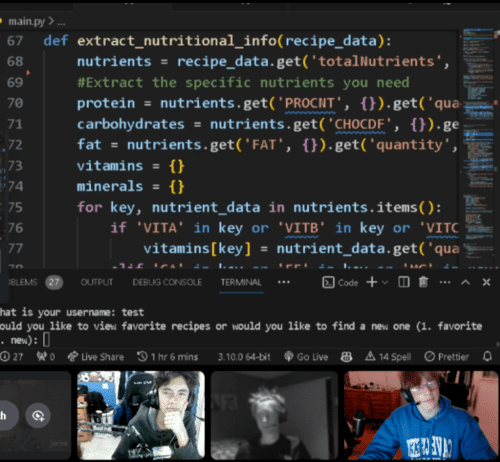 main.py > ...
67 def extract_nutritional_info(recipe_data):
68 nutrients = recipe_data.get('totalNutrients',
69 #Extract the specific nutrients you need
70 protein = nutrients.get('PROCNT', {}).get('qua
71 carbohydrates = nutrients.get('CHOCDF', {}).ge
72 fat = nutrients.get('FAT', {}).get('quantity',
73 vitamins = {}
74 minerals = {}
75 for key, nutrient_data in nutrients.items():
76 if 'VITA' in key or 'VITB' in key or 'VITC
77 vitamins[key] = nutrient_data.get('qua
BLEMS 27 OUTPUT DEBUG CONSOLE TERMINAL ... Code
hat is your username: test
ould you like to view favorite recipes or would you like to find a new one (1. favorite
. new):
27 0 Live Share 1 hr 6 mins 3.10.0 64-bit Go Live 14 Spell Prettier
h